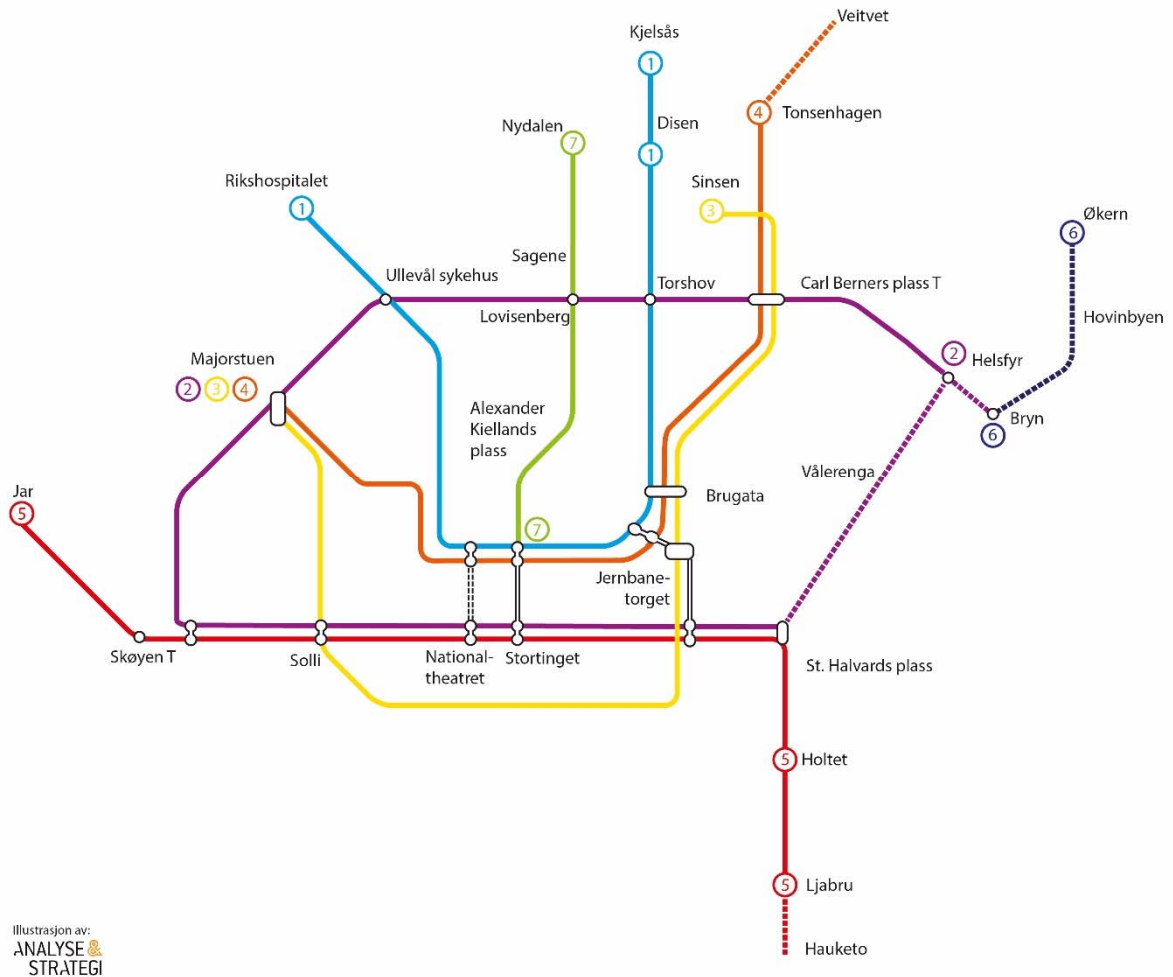 Veitvet
Kjelsås
1
4
Tonsenhagen
Nydalen
7
Disen
1
Rikshospitalet
1
Sinsen
3
Økern
6
Sagene
Ullevål sykehus
Torshov
Carl Berners plass T
Lovisenberg
Hovinbyen
Majorstuen
2 3 4
2
Helsfyr
Alexander
Kiellands
plass
Bryn
6
Vålerenga
Jar
5
Brugata
7
Jernbane-
torget
Skøyen T
Solli
National-
theatret
Stortinget
St. Halvards plass
5
Holtet
5
Ljabru
Hauketo
Illustrasjon av:
ANALYSE &
STRATEGI